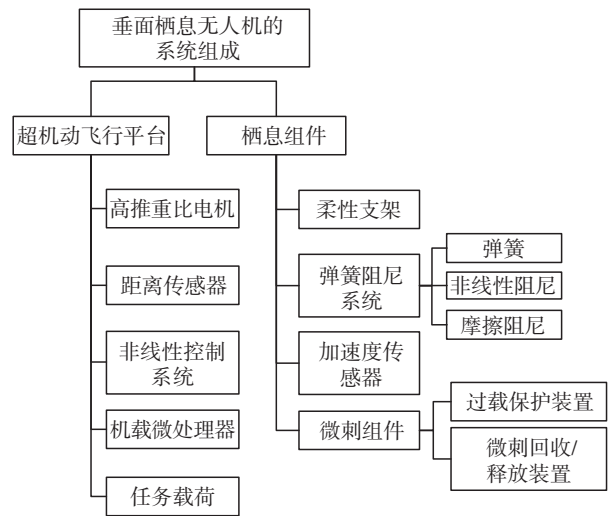 垂面栖息无人机的
系统组成
超机动飞行平台
栖息组件
高推重比电机
距离传感器
非线性控制
系统
机载微处理器
任务载荷
柔性支架
弹簧阻尼
系统
弹簧
非线性阻尼
摩擦阻尼
加速度传
感器
微刺组件
过载保护装置
微刺回收/
释放装置